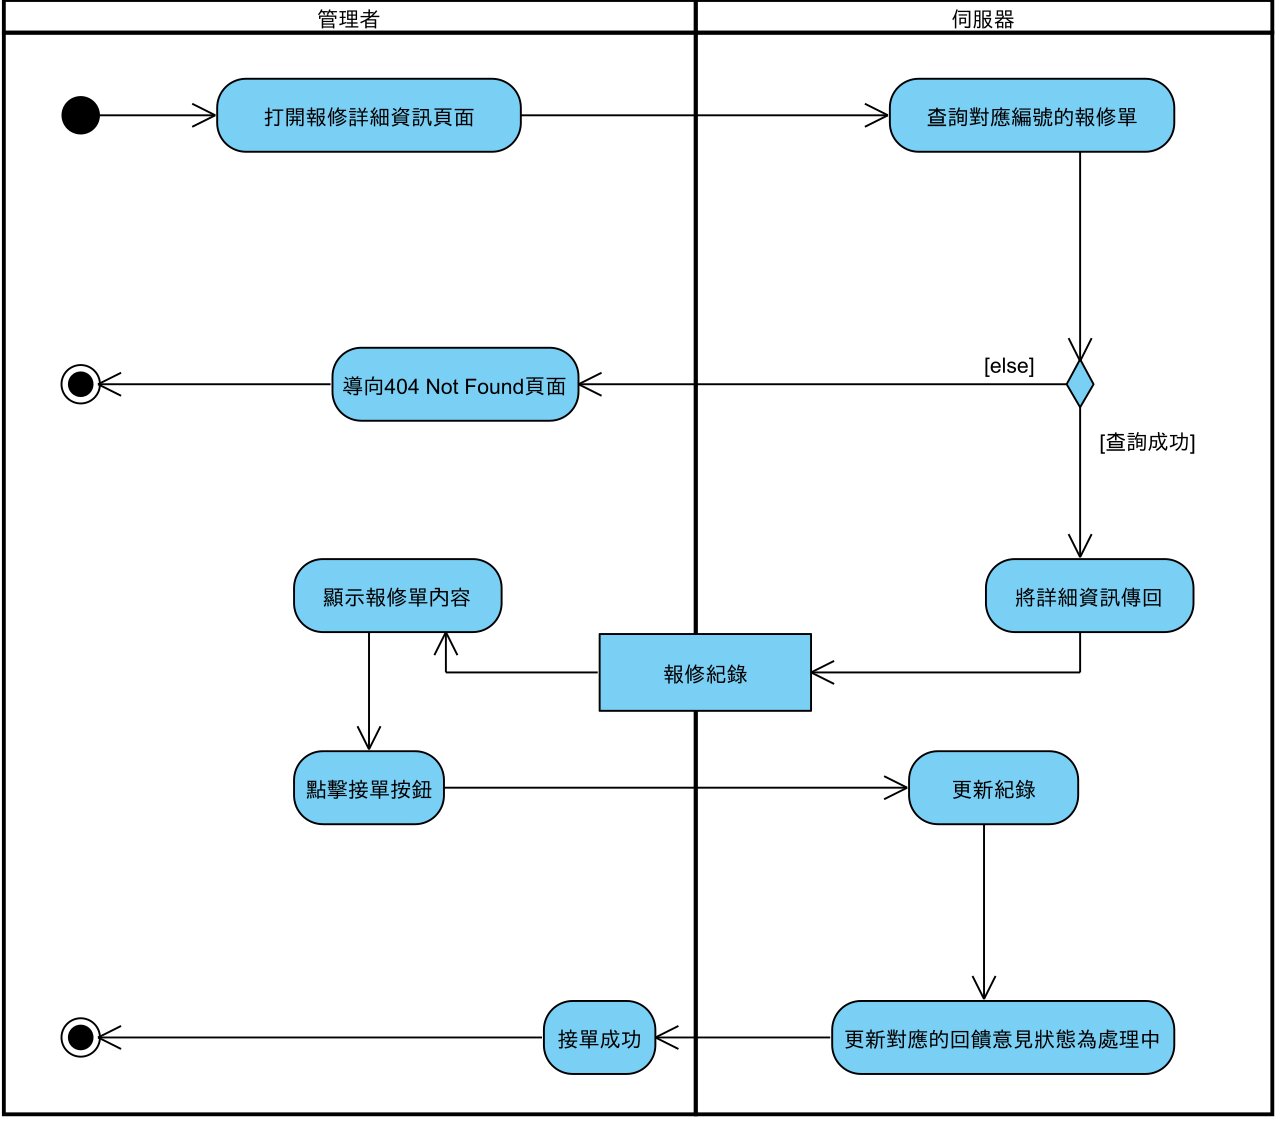 管理者
伺服器
打開報修詳細資訊頁面
查詢對應編號的報修單
[else]
導向404 Not Found頁面
[查詢成功]
顯示報修單內容
將詳細資訊傳回
報修紀錄
點擊接單按鈕
更新紀錄
接單成功
更新對應的回饋意見狀態為處理中